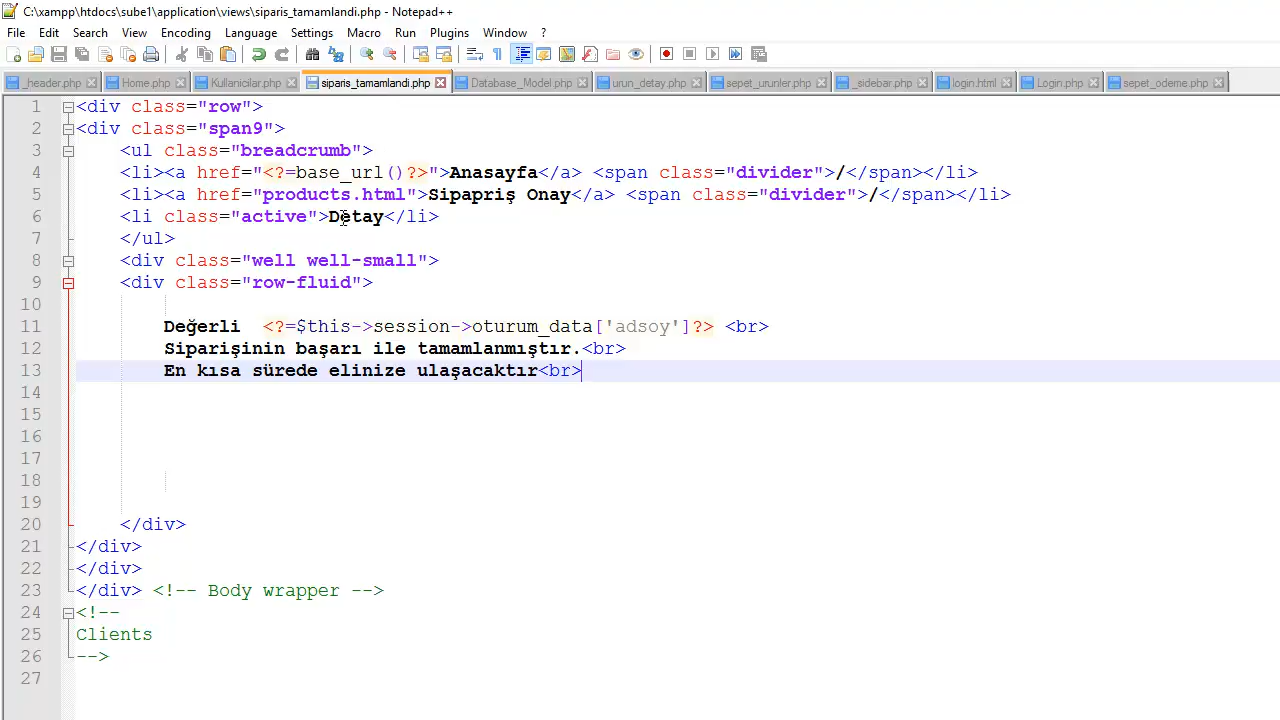 C:\xampp\htdocs\sube1\application\views\siparis_tamamlandi.php - Notepad++
File Edit Search View Encoding Language Settings Macro Run Plugins Window ?
_header.php Home.php Kullanicilar.php siparis_tamamlandi.php Database_Model.php urun_detay.php sepet_urunler.php _sidebar.php login.html Login.php sepet_odeme.php
1 <div class="row">
2 <div class="span9">
3 <ul class="breadcrumb">
4 <li><a href="<?=base_url()?>">Anasayfa</a> <span class="divider">/</span></li>
5 <li><a href="products.html">Sipapriş Onay</a> <span class="divider">/</span></li>
6 <li class="active">Detay</li>
7 </ul>
8 <div class="well well-small">
9 <div class="row-fluid">
10
11 Değerli <?=$this->session->oturum_data['adsoy']?> <br>
12 Siparişinin başarı ile tamamlanmıştır.<br>
13 En kısa sürede elinize ulaşacaktır<br>
14
15
16
17
18
19
20 </div>
21 </div>
22 </div>
23 </div> <!-- Body wrapper -->
24 <!--
25 Clients
26 -->
27